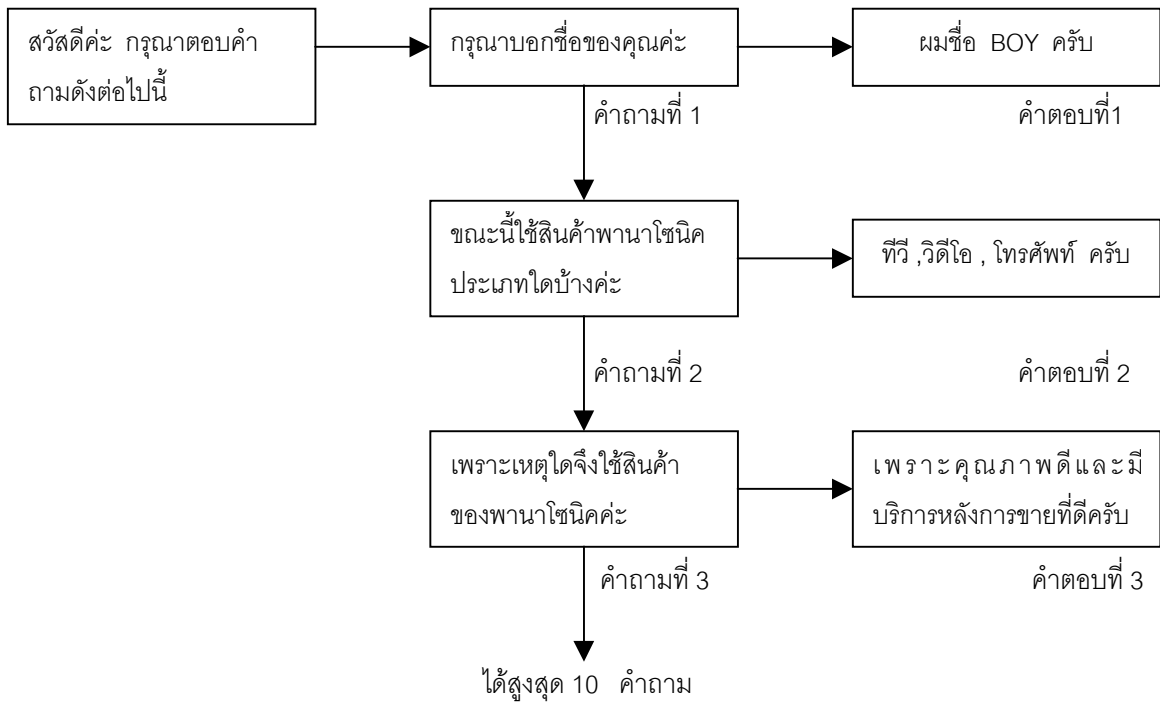 สวัสดีค่ะ กรุณาตอบคำ
ถามดังต่อไปนี้
กรุณาบอกชื่อของคุณค่ะ
ผมชื่อ BOY ครับ
คำถามที่ 1
คำตอบที่1
ขณะนี้ใช้สินค้าพานาโซนิค
ประเภทใดบ้างค่ะ
ทีวี ,วิดีโอ , โทรศัพท์ ครับ
คำถามที่ 2
คำตอบที่ 2
เพราะเหตุใดจึงใช้สินค้า
ของพานาโซนิคค่ะ
เพราะคุณภาพดีและมี
บริการหลังการขายที่ดีครับ
คำถามที่ 3
คำตอบที่ 3
ได้สูงสุด 10 คำถาม